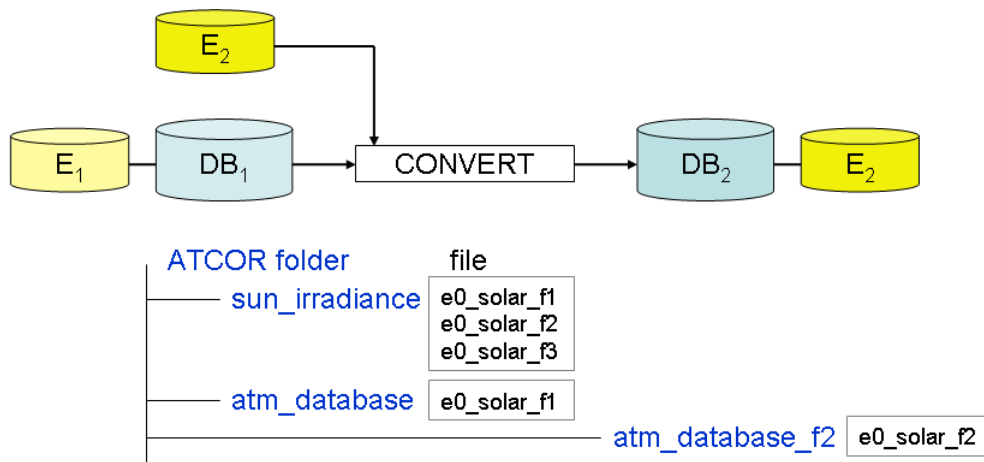 E₂
E₁ DB₁ CONVERT DB₂ E₂
ATCOR folder file
sun_irradiance e0_solar_f1
e0_solar_f2
e0_solar_f3
atm_database e0_solar_f1
atm_database_f2 e0_solar_f2